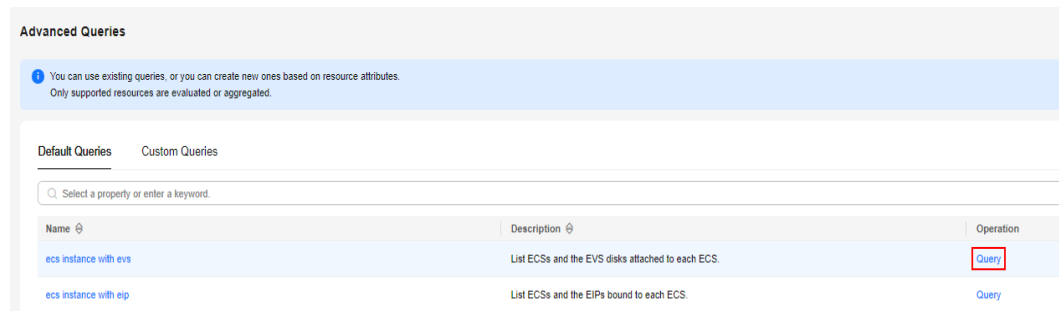 Advanced Queries
You can use existing queries, or you can create new ones based on resource attributes.
Only supported resources are evaluated or aggregated.
Default Queries Custom Queries
Select a property or enter a keyword.
Name Description Operation
ecs instance with evs List ECSs and the EVS disks attached to each ECS. Query
ecs instance with eip List ECSs and the EIPs bound to each ECS. Query